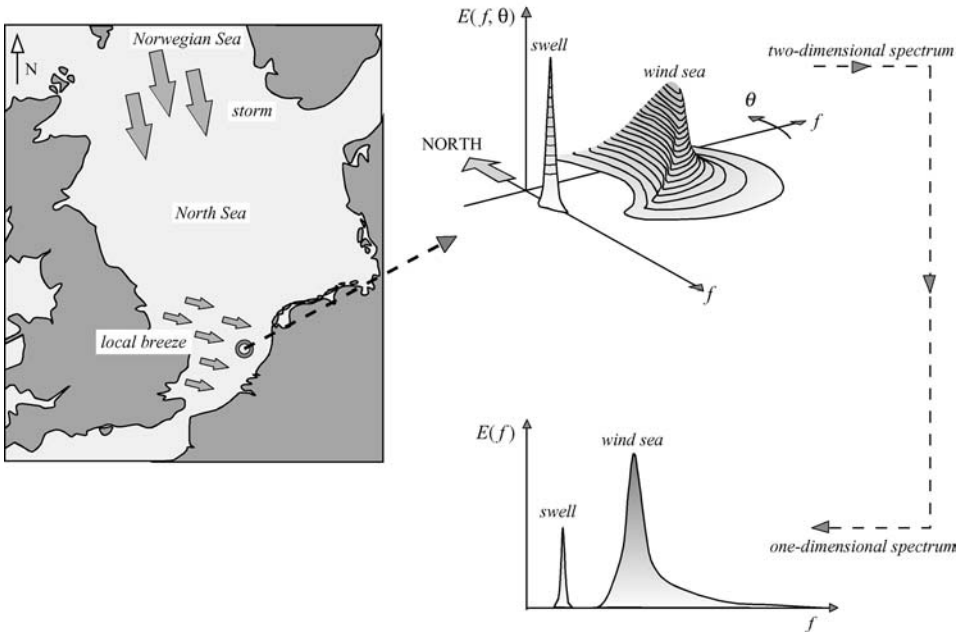 Norwegian Sea
N
storm
North Sea
local breeze
E(f, θ)
swell
wind sea
two-dimensional spectrum
θ
f
NORTH
f
E(f)
wind sea
swell
one-dimensional spectrum
f